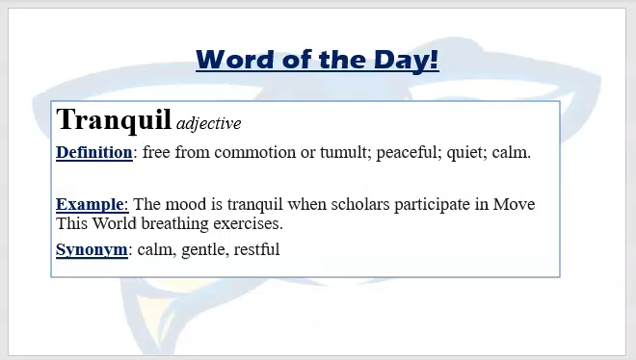 Word of the Day!
Tranquil adjective
Definition: free from commotion or tumult; peaceful; quiet; calm.
Example: The mood is tranquil when scholars participate in Move
This World breathing exercises.
Synonym: calm, gentle, restful